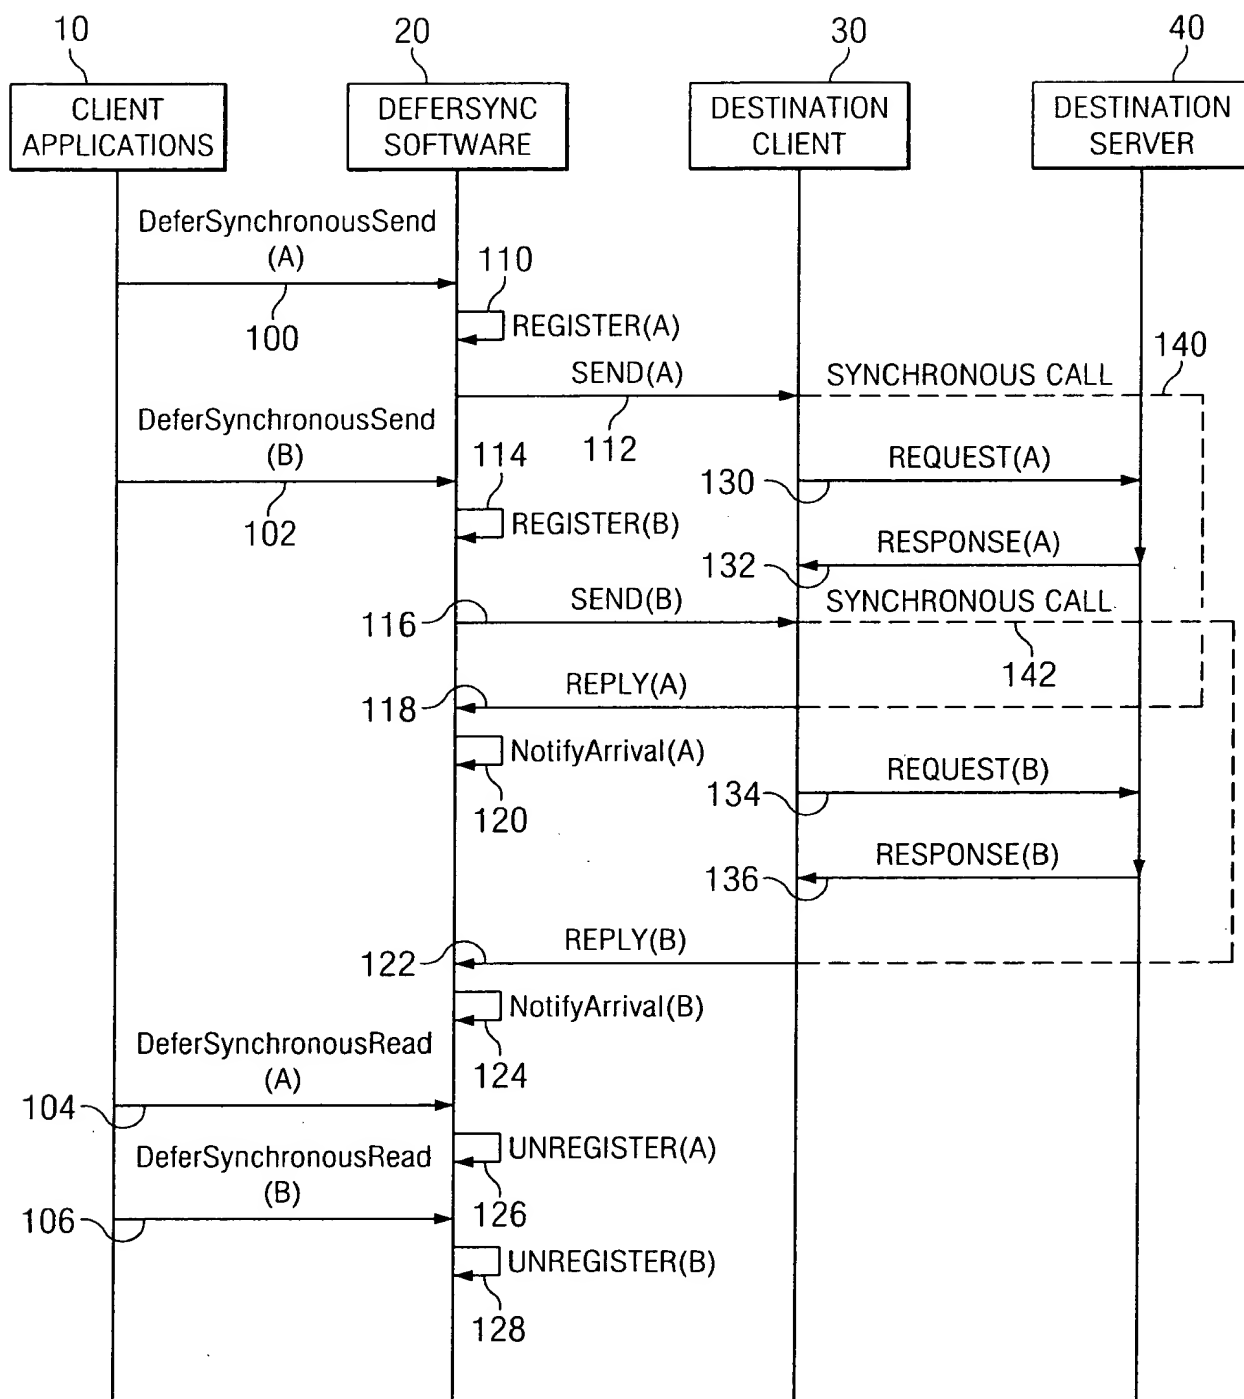 10
20
30
40
CLIENT
APPLICATIONS
DEFERSYNC
SOFTWARE
DESTINATION
CLIENT
DESTINATION
SERVER
DeferSynchronousSend
(A)
100
110
REGISTER(A)
SEND(A)
112
SYNCHRONOUS CALL
140
DeferSynchronousSend
(B)
102
114
REGISTER(B)
REQUEST(A)
130
RESPONSE(A)
132
SEND(B)
116
SYNCHRONOUS CALL
142
REPLY(A)
118
NotifyArrival(A)
120
REQUEST(B)
134
RESPONSE(B)
136
REPLY(B)
122
NotifyArrival(B)
124
DeferSynchronousRead
(A)
104
UNREGISTER(A)
126
DeferSynchronousRead
(B)
106
UNREGISTER(B)
128